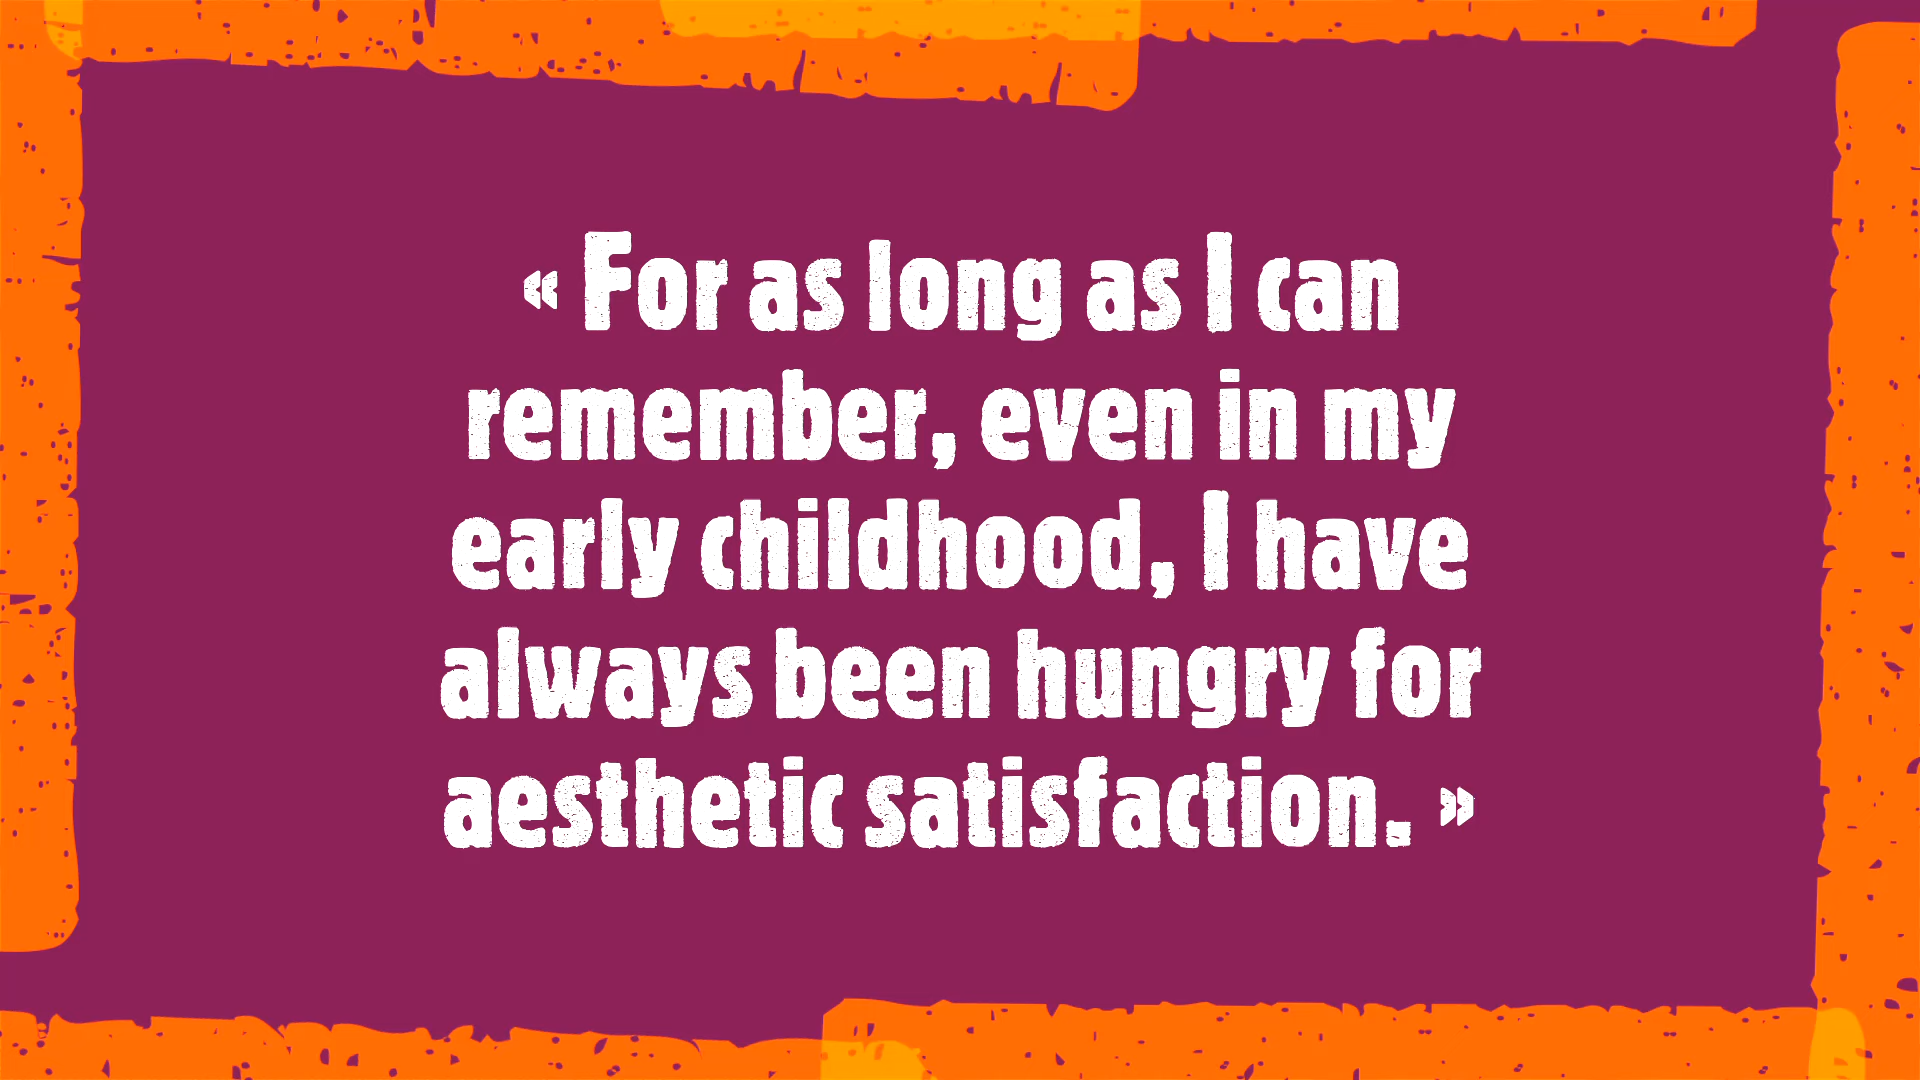 « For as long as I can
remember, even in my
early childhood, I have
always been hungry for
aesthetic satisfaction. »